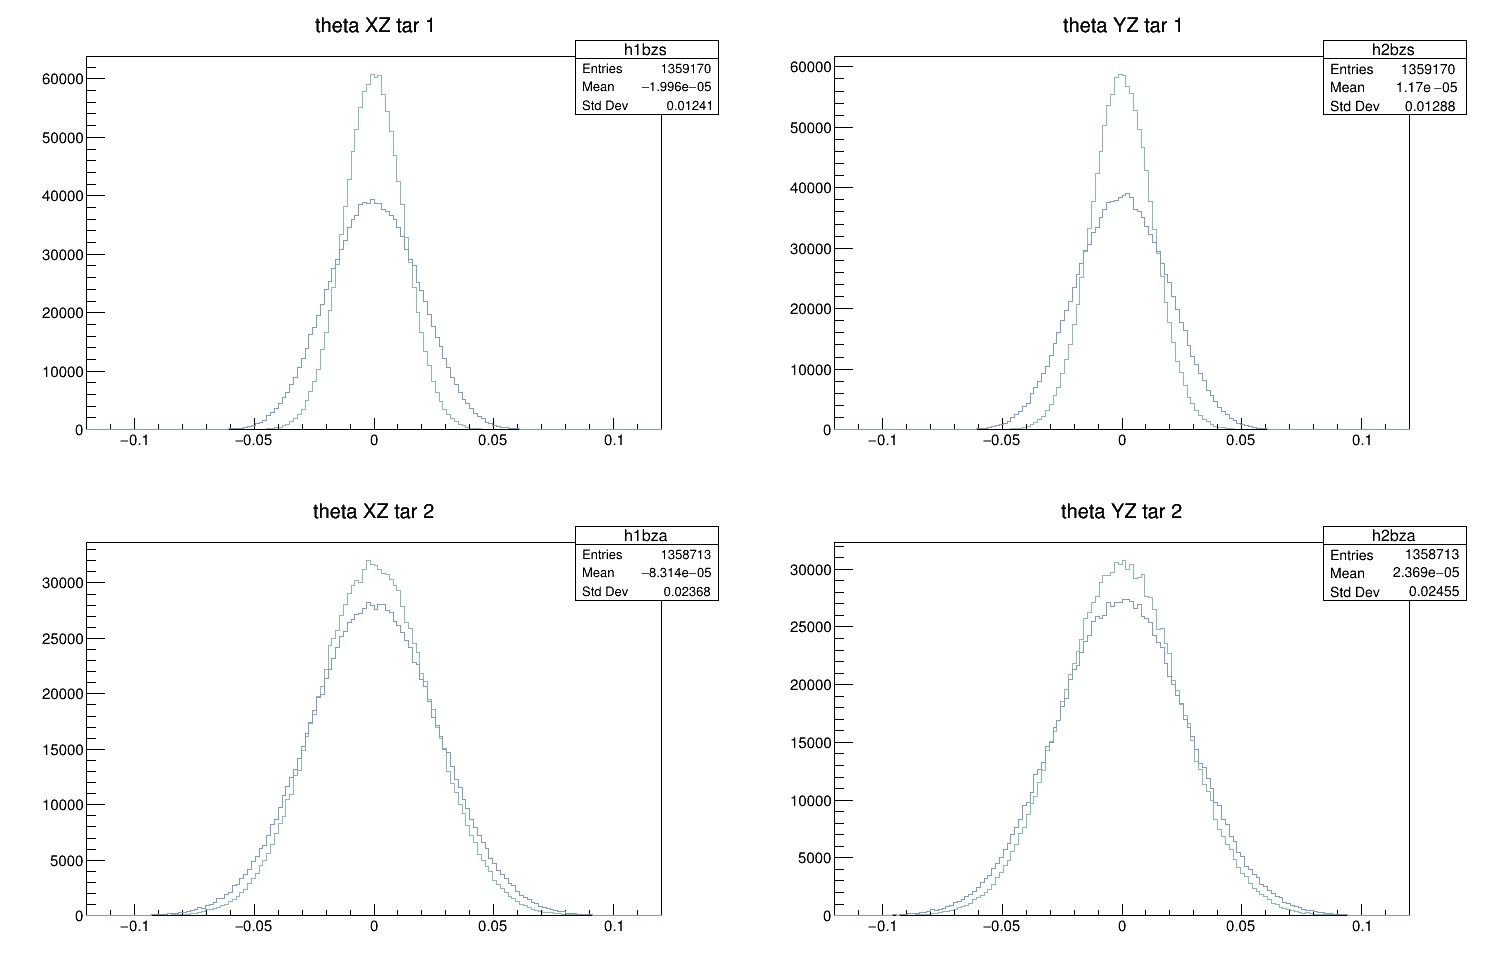 theta XZ tar 1
h1bzs
Entries 1359170
Mean −1.996e−05
Std Dev 0.01241
60000
50000
40000
30000
20000
10000
0
−0.1 −0.05 0 0.05 0.1
theta YZ tar 1
h2bzs
Entries 1359170
Mean 1.17e−05
Std Dev 0.01288
60000
50000
40000
30000
20000
10000
0
−0.1 −0.05 0 0.05 0.1
theta XZ tar 2
h1bza
Entries 1358713
Mean −8.314e−05
Std Dev 0.02368
30000
25000
20000
15000
10000
5000
0
−0.1 −0.05 0 0.05 0.1
theta YZ tar 2
h2bza
Entries 1358713
Mean 2.369e−05
Std Dev 0.02455
30000
25000
20000
15000
10000
5000
0
−0.1 −0.05 0 0.05 0.1